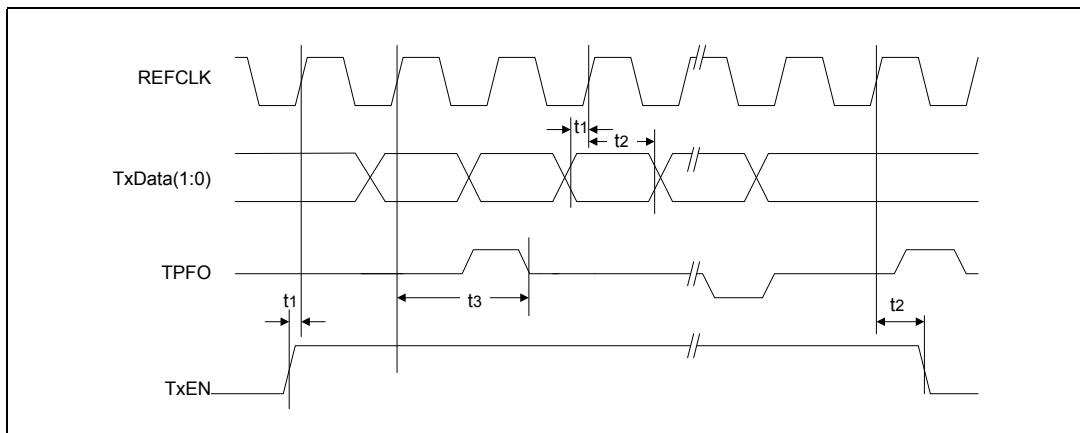 REFCLK
t1
t2
TxData(1:0)
TPFO
t1
t3
t2
TxEN